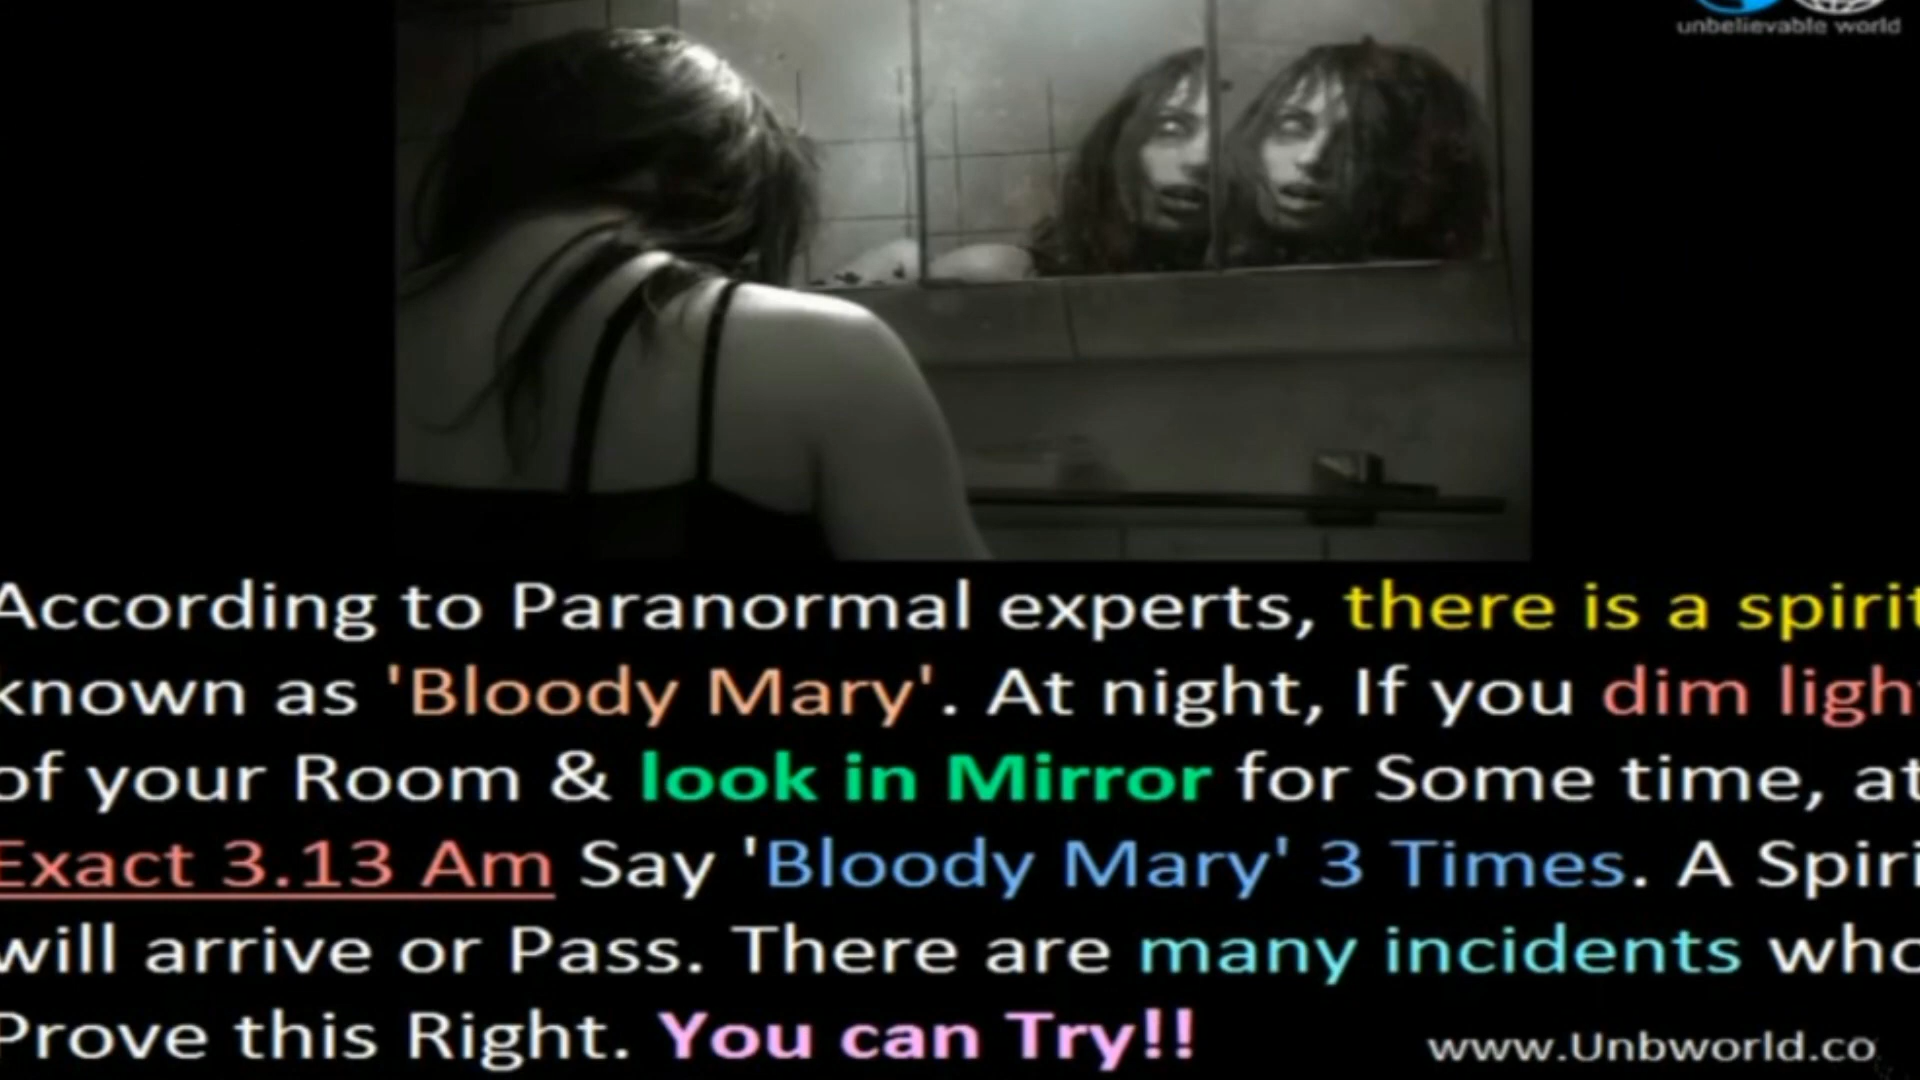 unbelievable world
According to Paranormal experts, there is a spirit
known as 'Bloody Mary'. At night, If you dim light
of your Room & look in Mirror for Some time, at
Exact 3.13 Am Say 'Bloody Mary' 3 Times. A Spiri
will arrive or Pass. There are many incidents who
Prove this Right. You can Try!!
www.Unbworld.co